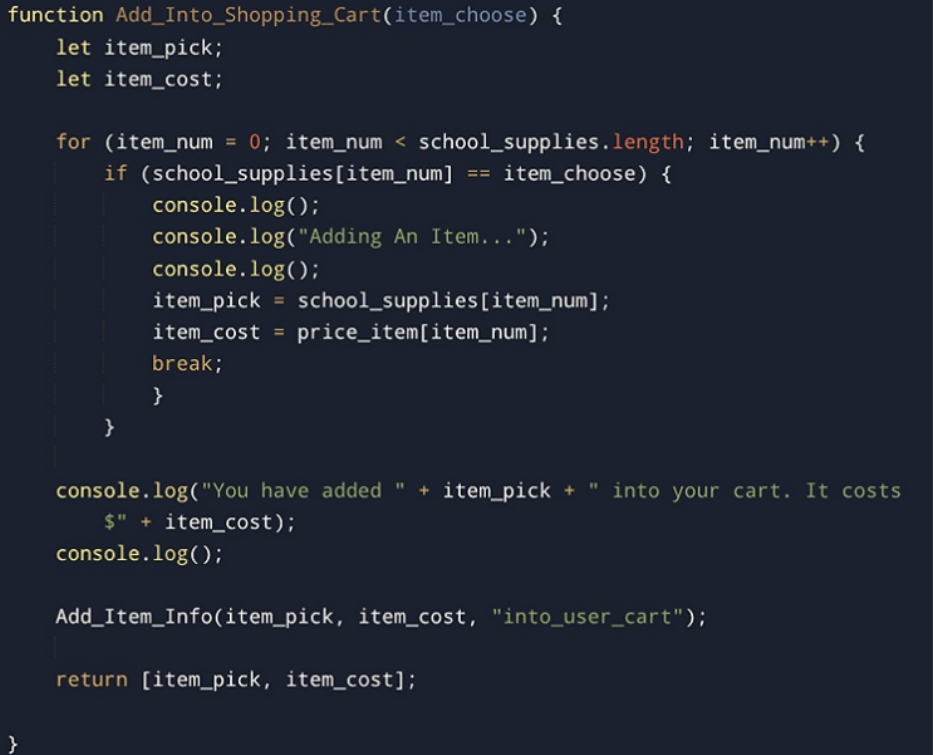 function Add_Into_Shopping_Cart(item_choose) {
    let item_pick;
    let item_cost;

    for (item_num = 0; item_num < school_supplies.length; item_num++) {
        if (school_supplies[item_num] == item_choose) {
            console.log();
            console.log("Adding An Item...");
            console.log();
            item_pick = school_supplies[item_num];
            item_cost = price_item[item_num];
            break;
            }
        }

    console.log("You have added " + item_pick + " into your cart. It costs
        $" + item_cost);
    console.log();

    Add_Item_Info(item_pick, item_cost, "into_user_cart");

    return [item_pick, item_cost];

}